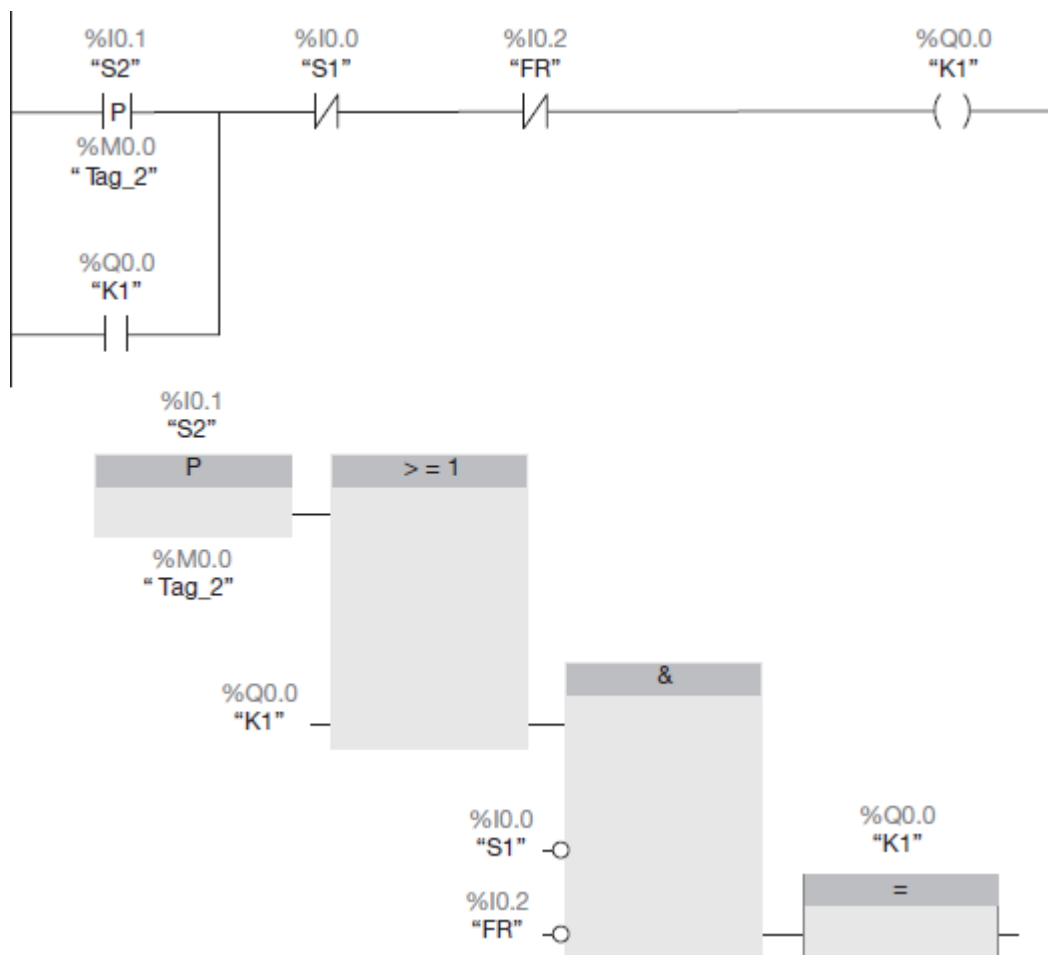 %I0.1 %I0.0 %I0.2 %Q0.0
“S2” “S1” “FR” “K1”
P
%M0.0
“ Tag_2”
%Q0.0
“K1”
%I0.1
“S2”
P > = 1
%M0.0
“ Tag_2”
&
%Q0.0
“K1”
%I0.0 %Q0.0
“S1” “K1”
=
%I0.2
“FR”